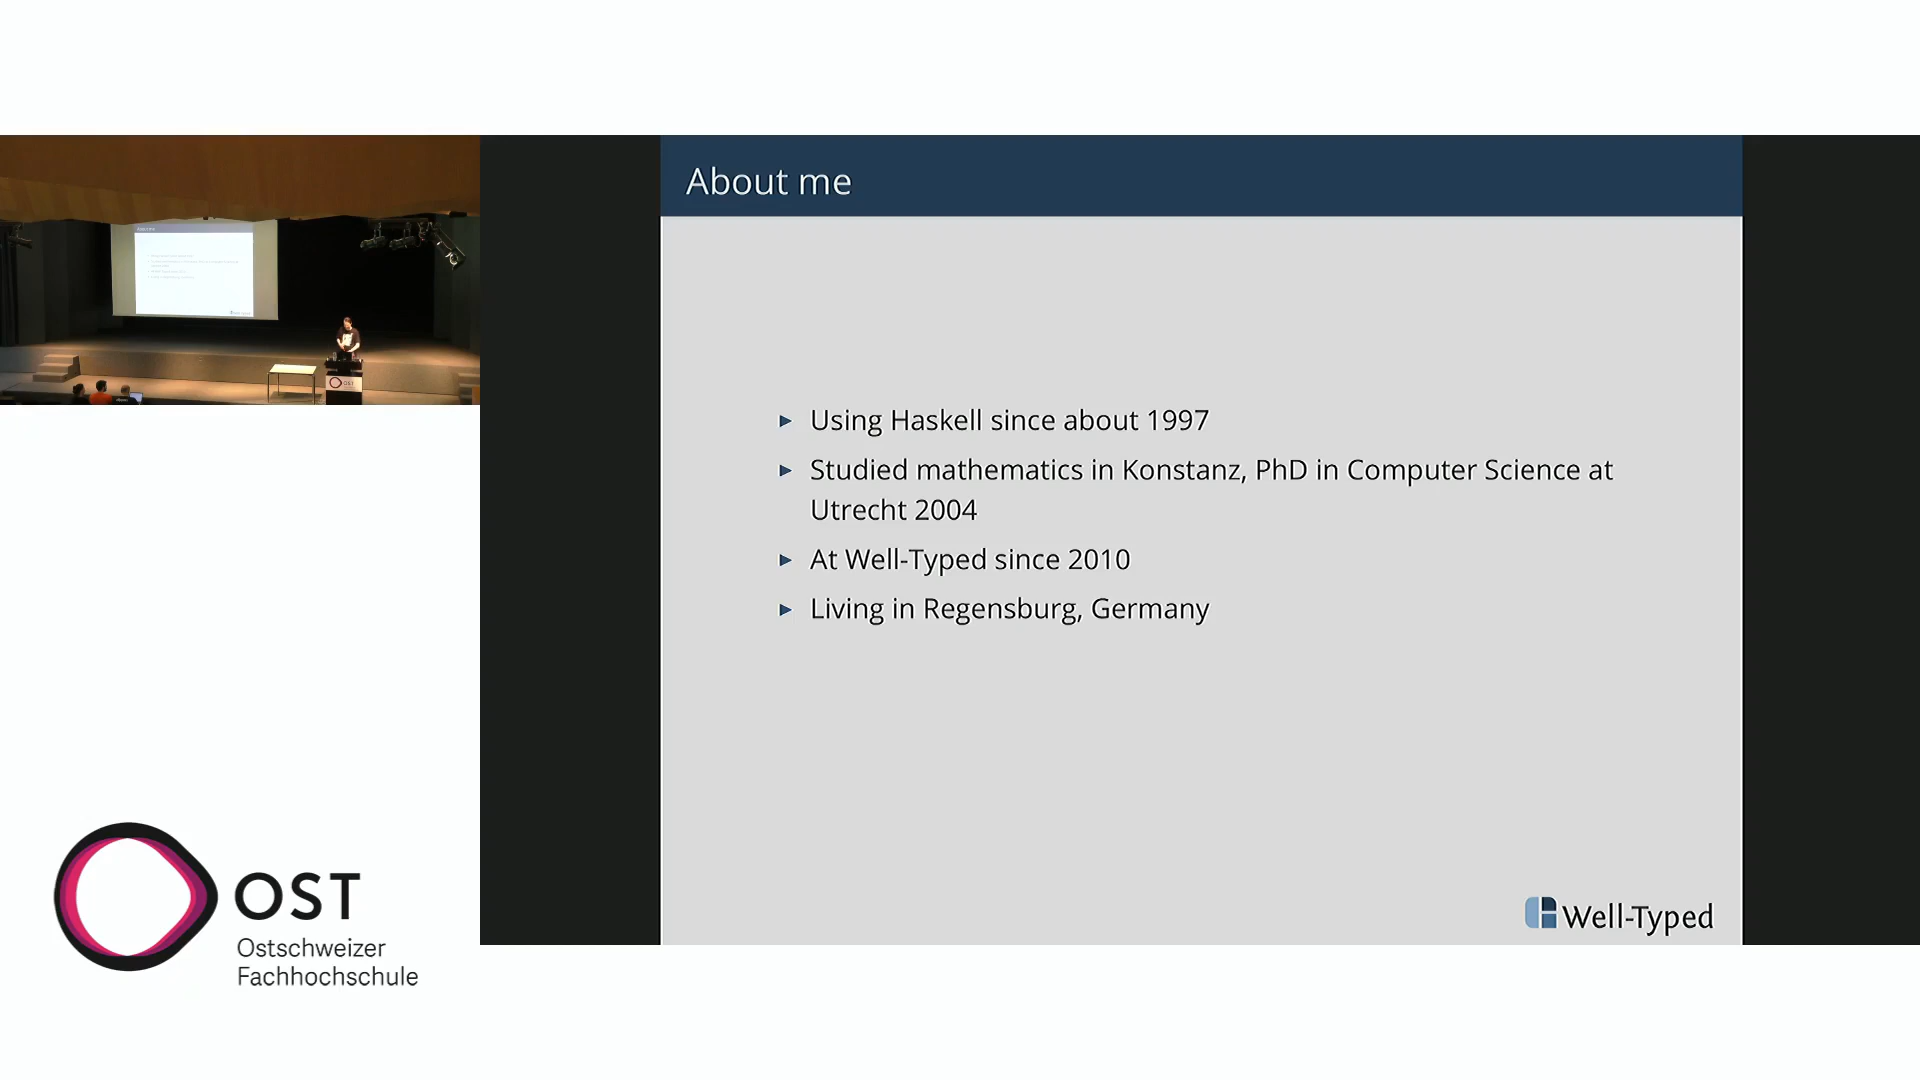 About me
Using Haskell since about 1997
Studied mathematics in Konstanz, PhD in Computer Science at
Utrecht 2004
At Well-Typed since 2010
Living in Regensburg, Germany
Well-Typed
OST
OST
Ostschweizer
Fachhochschule